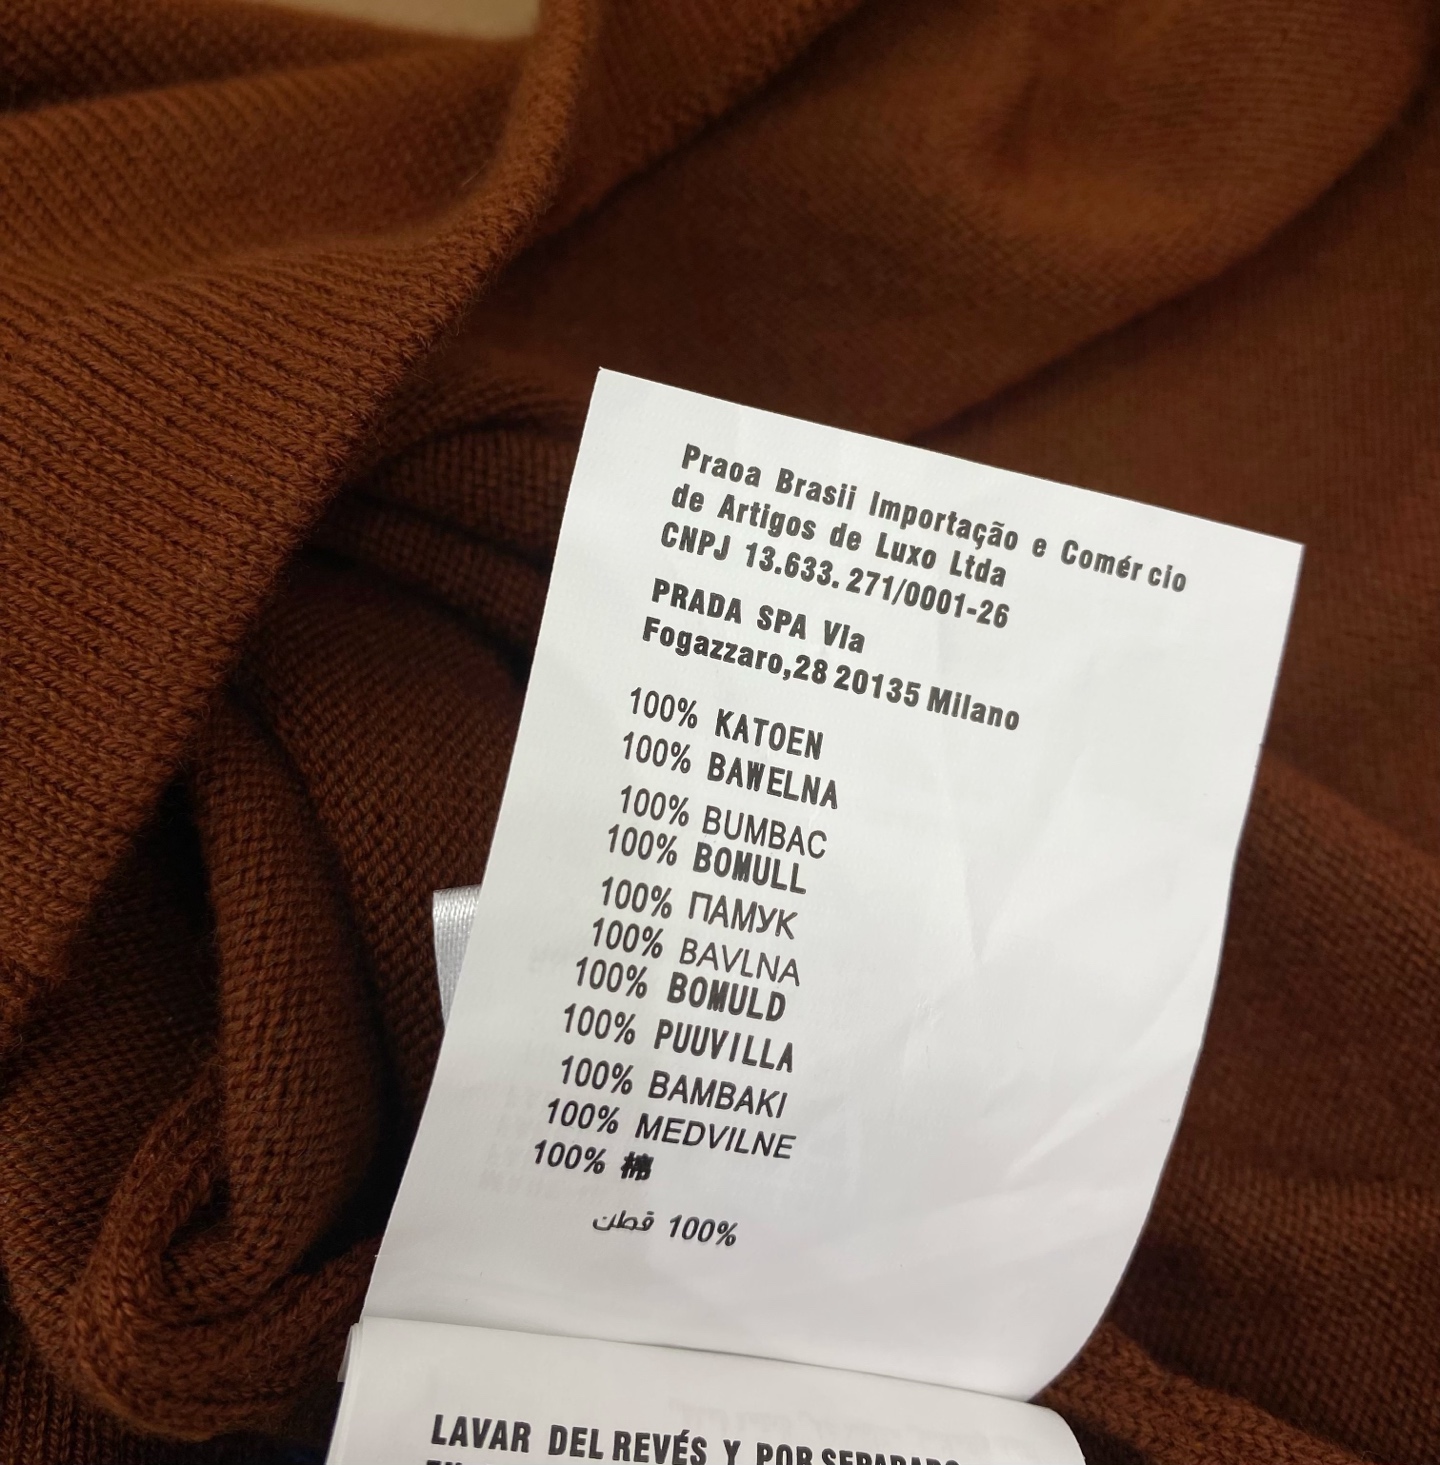 Praoa Brasii Importação e Comér cio
de Artigos de Luxo Ltda
CNPJ 13.633. 271/0001-26
PRADA SPA Vla
Fogazzaro,28 20135 Milano
100% KATOEN
100% BAWELNA
100% BUMBAC
100% BOMULL
100% ПАМУК
100% BAVLNA
100% BOMULD
100% PUUVILLA
100% BAMBAKI
100% MEDVILNE
100% 棉
100% قطن
LAVAR DEL REVÉS Y POR SEPARADO